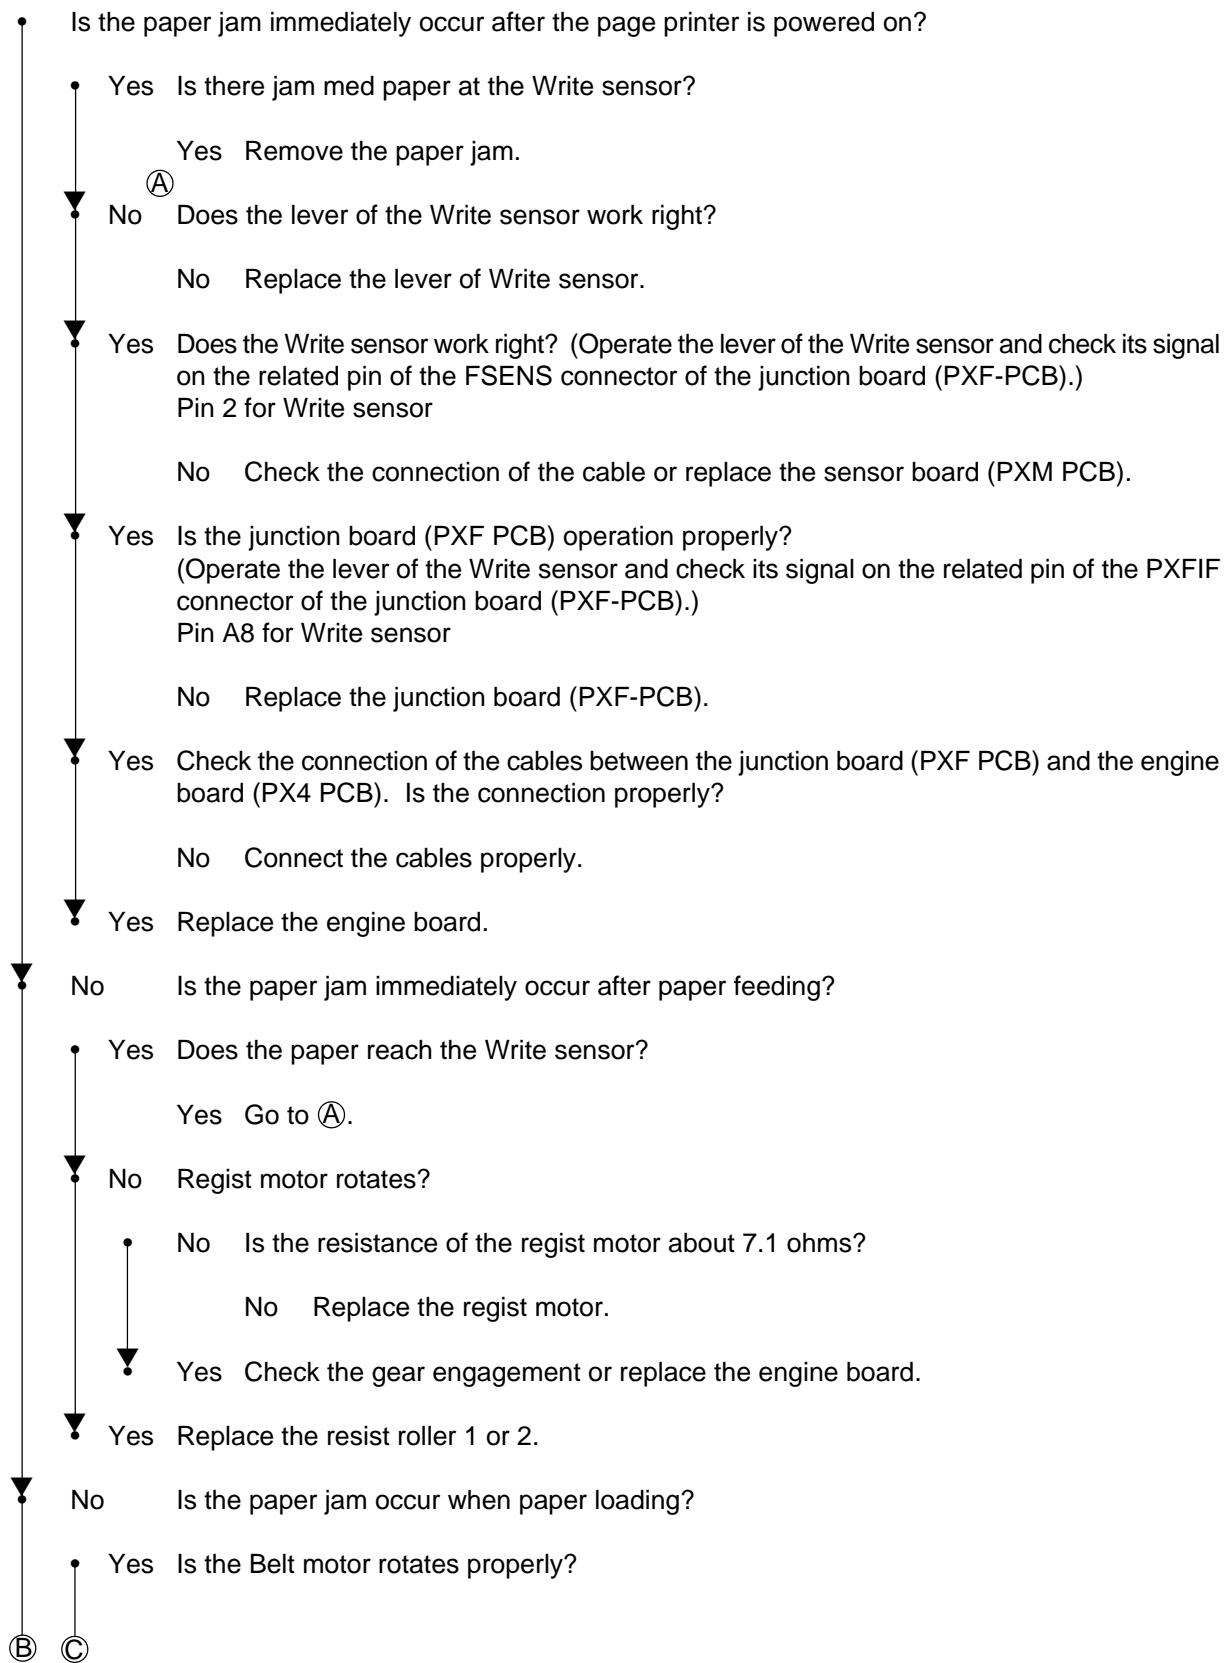 Is the paper jam immediately occur after the page printer is powered on?
Yes Is there jam med paper at the Write sensor?
Yes Remove the paper jam.
Ⓐ
No Does the lever of the Write sensor work right?
No Replace the lever of Write sensor.
Yes Does the Write sensor work right? (Operate the lever of the Write sensor and check its signal
on the related pin of the FSENS connector of the junction board (PXF-PCB).)
Pin 2 for Write sensor
No Check the connection of the cable or replace the sensor board (PXM PCB).
Yes Is the junction board (PXF PCB) operation properly?
(Operate the lever of the Write sensor and check its signal on the related pin of the PXFIF
connector of the junction board (PXF-PCB).)
Pin A8 for Write sensor
No Replace the junction board (PXF-PCB).
Yes Check the connection of the cables between the junction board (PXF PCB) and the engine
board (PX4 PCB). Is the connection properly?
No Connect the cables properly.
Yes Replace the engine board.
No Is the paper jam immediately occur after paper feeding?
Yes Does the paper reach the Write sensor?
Yes Go to Ⓐ.
No Regist motor rotates?
No Is the resistance of the regist motor about 7.1 ohms?
No Replace the regist motor.
Yes Check the gear engagement or replace the engine board.
Yes Replace the resist roller 1 or 2.
No Is the paper jam occur when paper loading?
Yes Is the Belt motor rotates properly?
Ⓑ Ⓒ